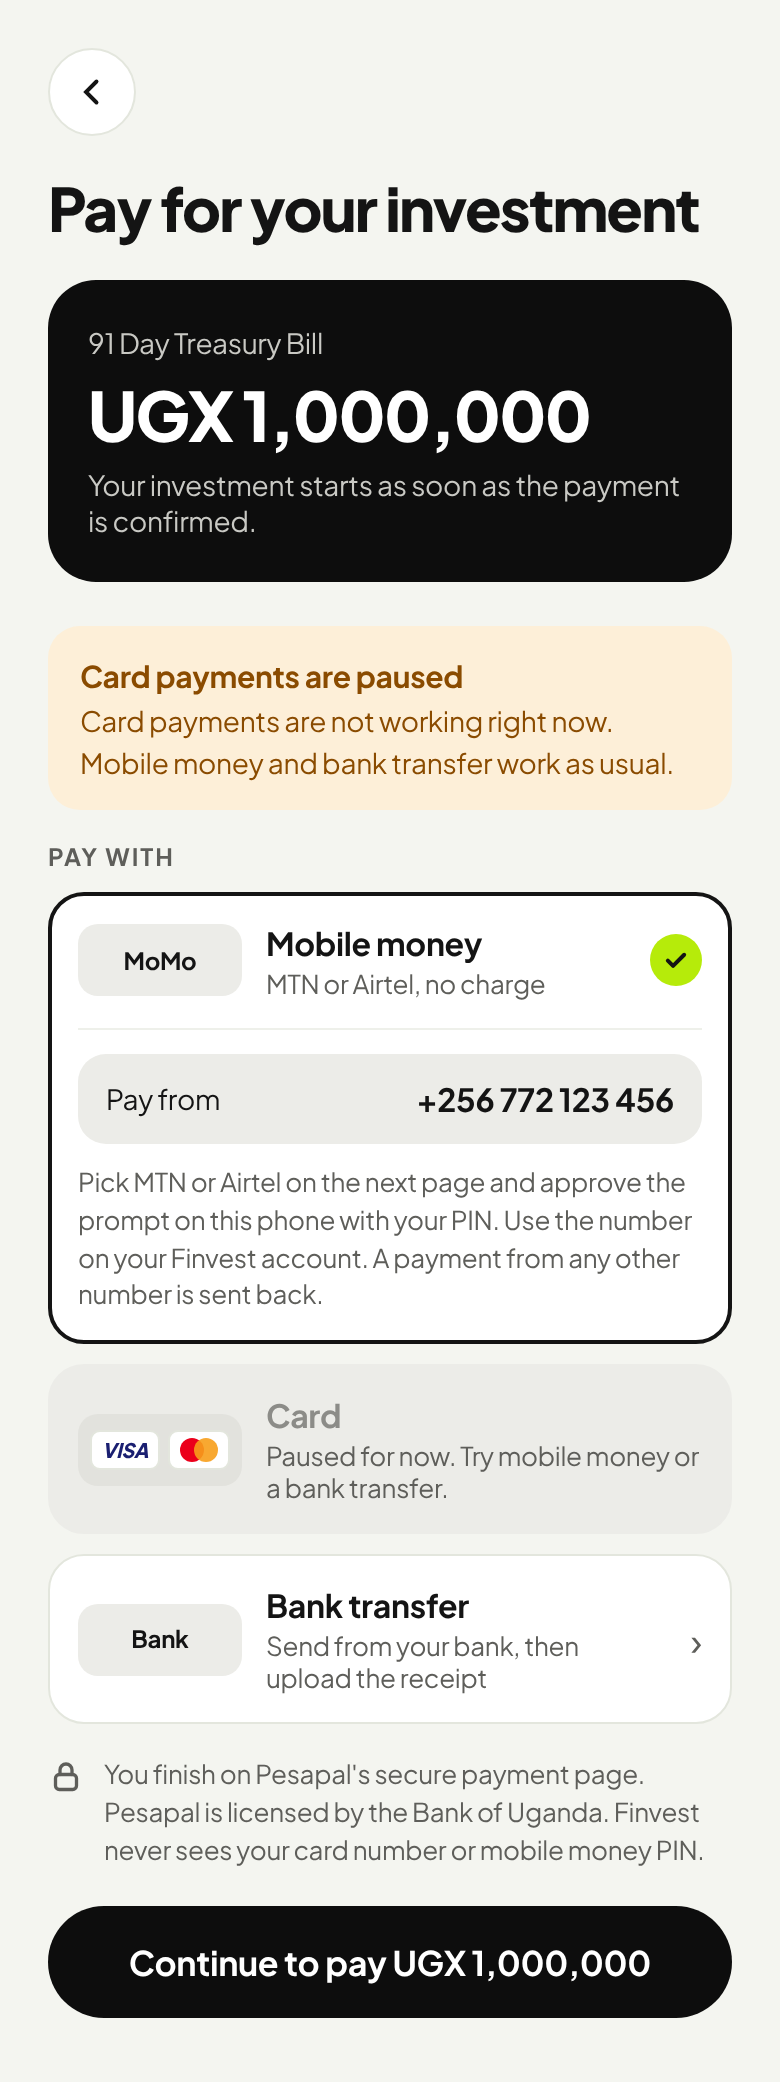 Pay for your investment
91 Day Treasury Bill
UGX 1,000,000
Your investment starts as soon as the payment
is confirmed.
Card payments are paused
Card payments are not working right now.
Mobile money and bank transfer work as usual.
PAY WITH
MoMo
Mobile money
MTN or Airtel, no charge
Pay from
+256 772 123 456
Pick MTN or Airtel on the next page and approve the
prompt on this phone with your PIN. Use the number
on your Finvest account. A payment from any other
number is sent back.
VISA
Card
Paused for now. Try mobile money or
a bank transfer.
Bank
Bank transfer
Send from your bank, then
upload the receipt
You finish on Pesapal's secure payment page.
Pesapal is licensed by the Bank of Uganda. Finvest
never sees your card number or mobile money PIN.
Continue to pay UGX 1,000,000